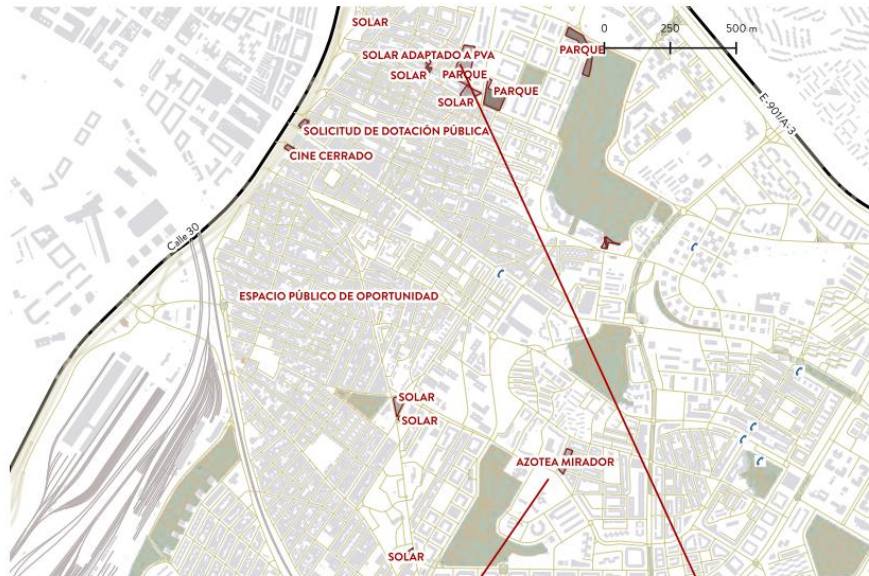 SOLAR
0 250 500 m
SOLAR ADAPTADO A PVA
PARQUE
SOLAR
PARQUE
PARQUE
SOLAR
E-901/A-3
SOLICITUD DE DOTACIÓN PÚBLICA
CINE CERRADO
Calle 30
ESPACIO PÚBLICO DE OPORTUNIDAD
SOLAR
SOLAR
AZOTEA MIRADOR
SOLAR